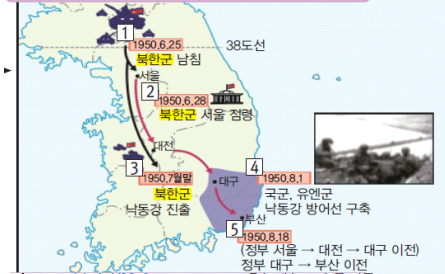 1
1950,6,25
38도선
북한군 남침
서울
2
1950,6,28
북한군 서울 점령
대전
3
1950,7월말
북한군
낙동강 진출
대구
4
1950,8,1
국군, 유엔군
낙동강 방어선 구축
부산
5
1950,8,18
(정부 서울 → 대전 → 대구 이전)
정부 대구 → 부산 이전